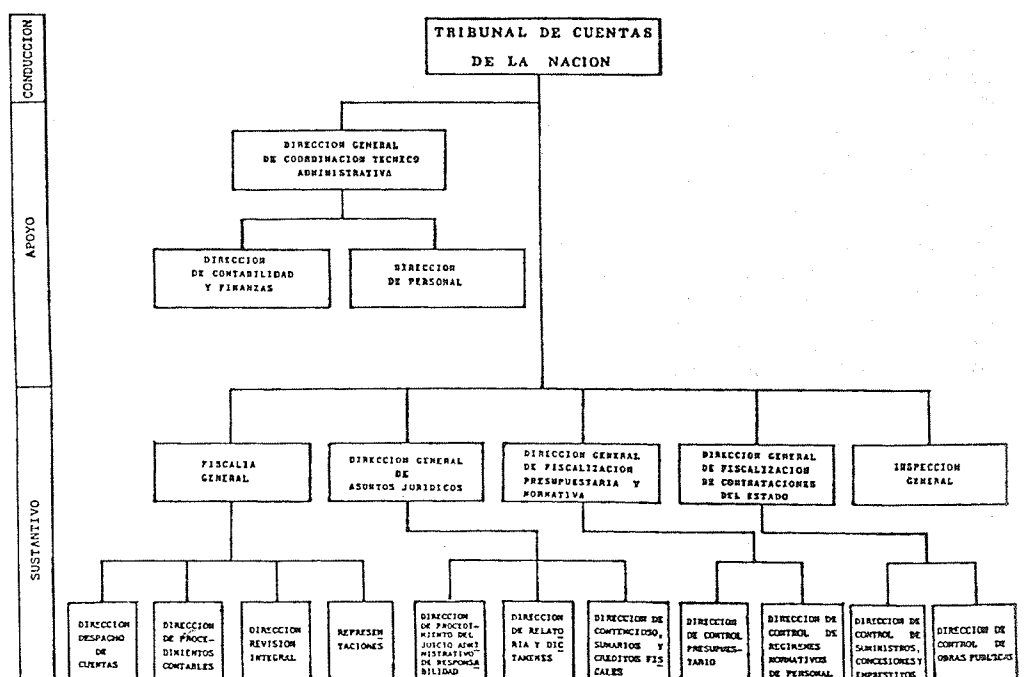 CONDUCCION
TRIBUNAL DE CUENTAS
DE LA NACION
APOYO
DIRECCION GENERAL
DE COORDINACION TECNICO
ADMINISTRATIVA
DIRECCION
DE CONTABILIDAD
Y FINANZAS
DIRECCION
DE PERSONAL
SUSTANTIVO
FISCALIA
GENERAL
DIRECCION GENERAL
DE
ASUNTOS JURIDICOS
DIRECCION GENERAL
DE FISCALIZACION
PRESUPUESTARIA Y
NORMATIVA
DIRECCION GENERAL
DE FISCALIZACION
DE CONTRATACIONES
DEL ESTADO
INSPECCION
GENERAL
DIRECCION
DESPACHO
DE
CUENTAS
DIRECCION
DE PROCE-
DIMIENTOS
CONTABLES
DIRECCION
REVISION
INTEGRAL
REPRESEN
TACIONES
DIRECCION
DE PROCEDI-
MIENTO DEL
JUICIO ADMI
NISTRATIVO
DE RESPONSA
BILIDAD
DIRECCION
DE RELATO
RIA Y DIC
TAMENES
DIRECCION DE
CONTENCIOSO,
SUMARIOS Y
CREDITOS FIS
CALES
DIRECCION
DE CONTROL
PRESUPUES-
TARIO
DIRECCION DE
CONTROL DE
REGIMENES
NORMATIVOS
DE PERSONAL
DIRECCION DE
CONTROL DE
SUMINISTROS,
CONCESIONES Y
EMPRESTITOS
DIRECCION DE
CONTROL DE
OBRAS PUBLICAS